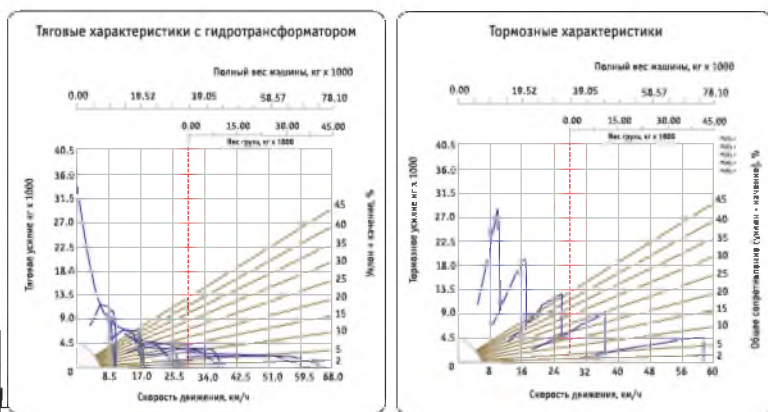 Тяговые характеристики с гидротрансформатором
Полный вес машины, кг х 1000
0.00 19.52 39.05 58.57 78.10
0.00 15.00 30.00 45.00
Вес груза, кг х 1000
40.5
36.0
31.5
27.0
22.5
18.0
13.5
9.0
4.5
0
Тяговое усилие кг х 1000
45
40
35
30
25
20
15
10
5
2
Уклон + качение, %
8.5 17.0 25.5 34.0 42.5 51.0 59.5 68.0
Скорость движения, км/ч
Тормозные характеристики
Полный вес машины, кг х 1000
0.00 19.52 39.05 58.57 78.10
0.00 15.00 30.00 45.00
Вес груза, кг х 1000
40.5
36.0
31.5
27.0
22.5
18.0
13.5
9.0
4.5
0
Тормозное усилие кг х 1000
45
40
35
30
25
20
15
10
5
2
Общее сопротивление (уклон - качение), %
8 16 24 32 40 48 56 60
Скорость движения, км/ч